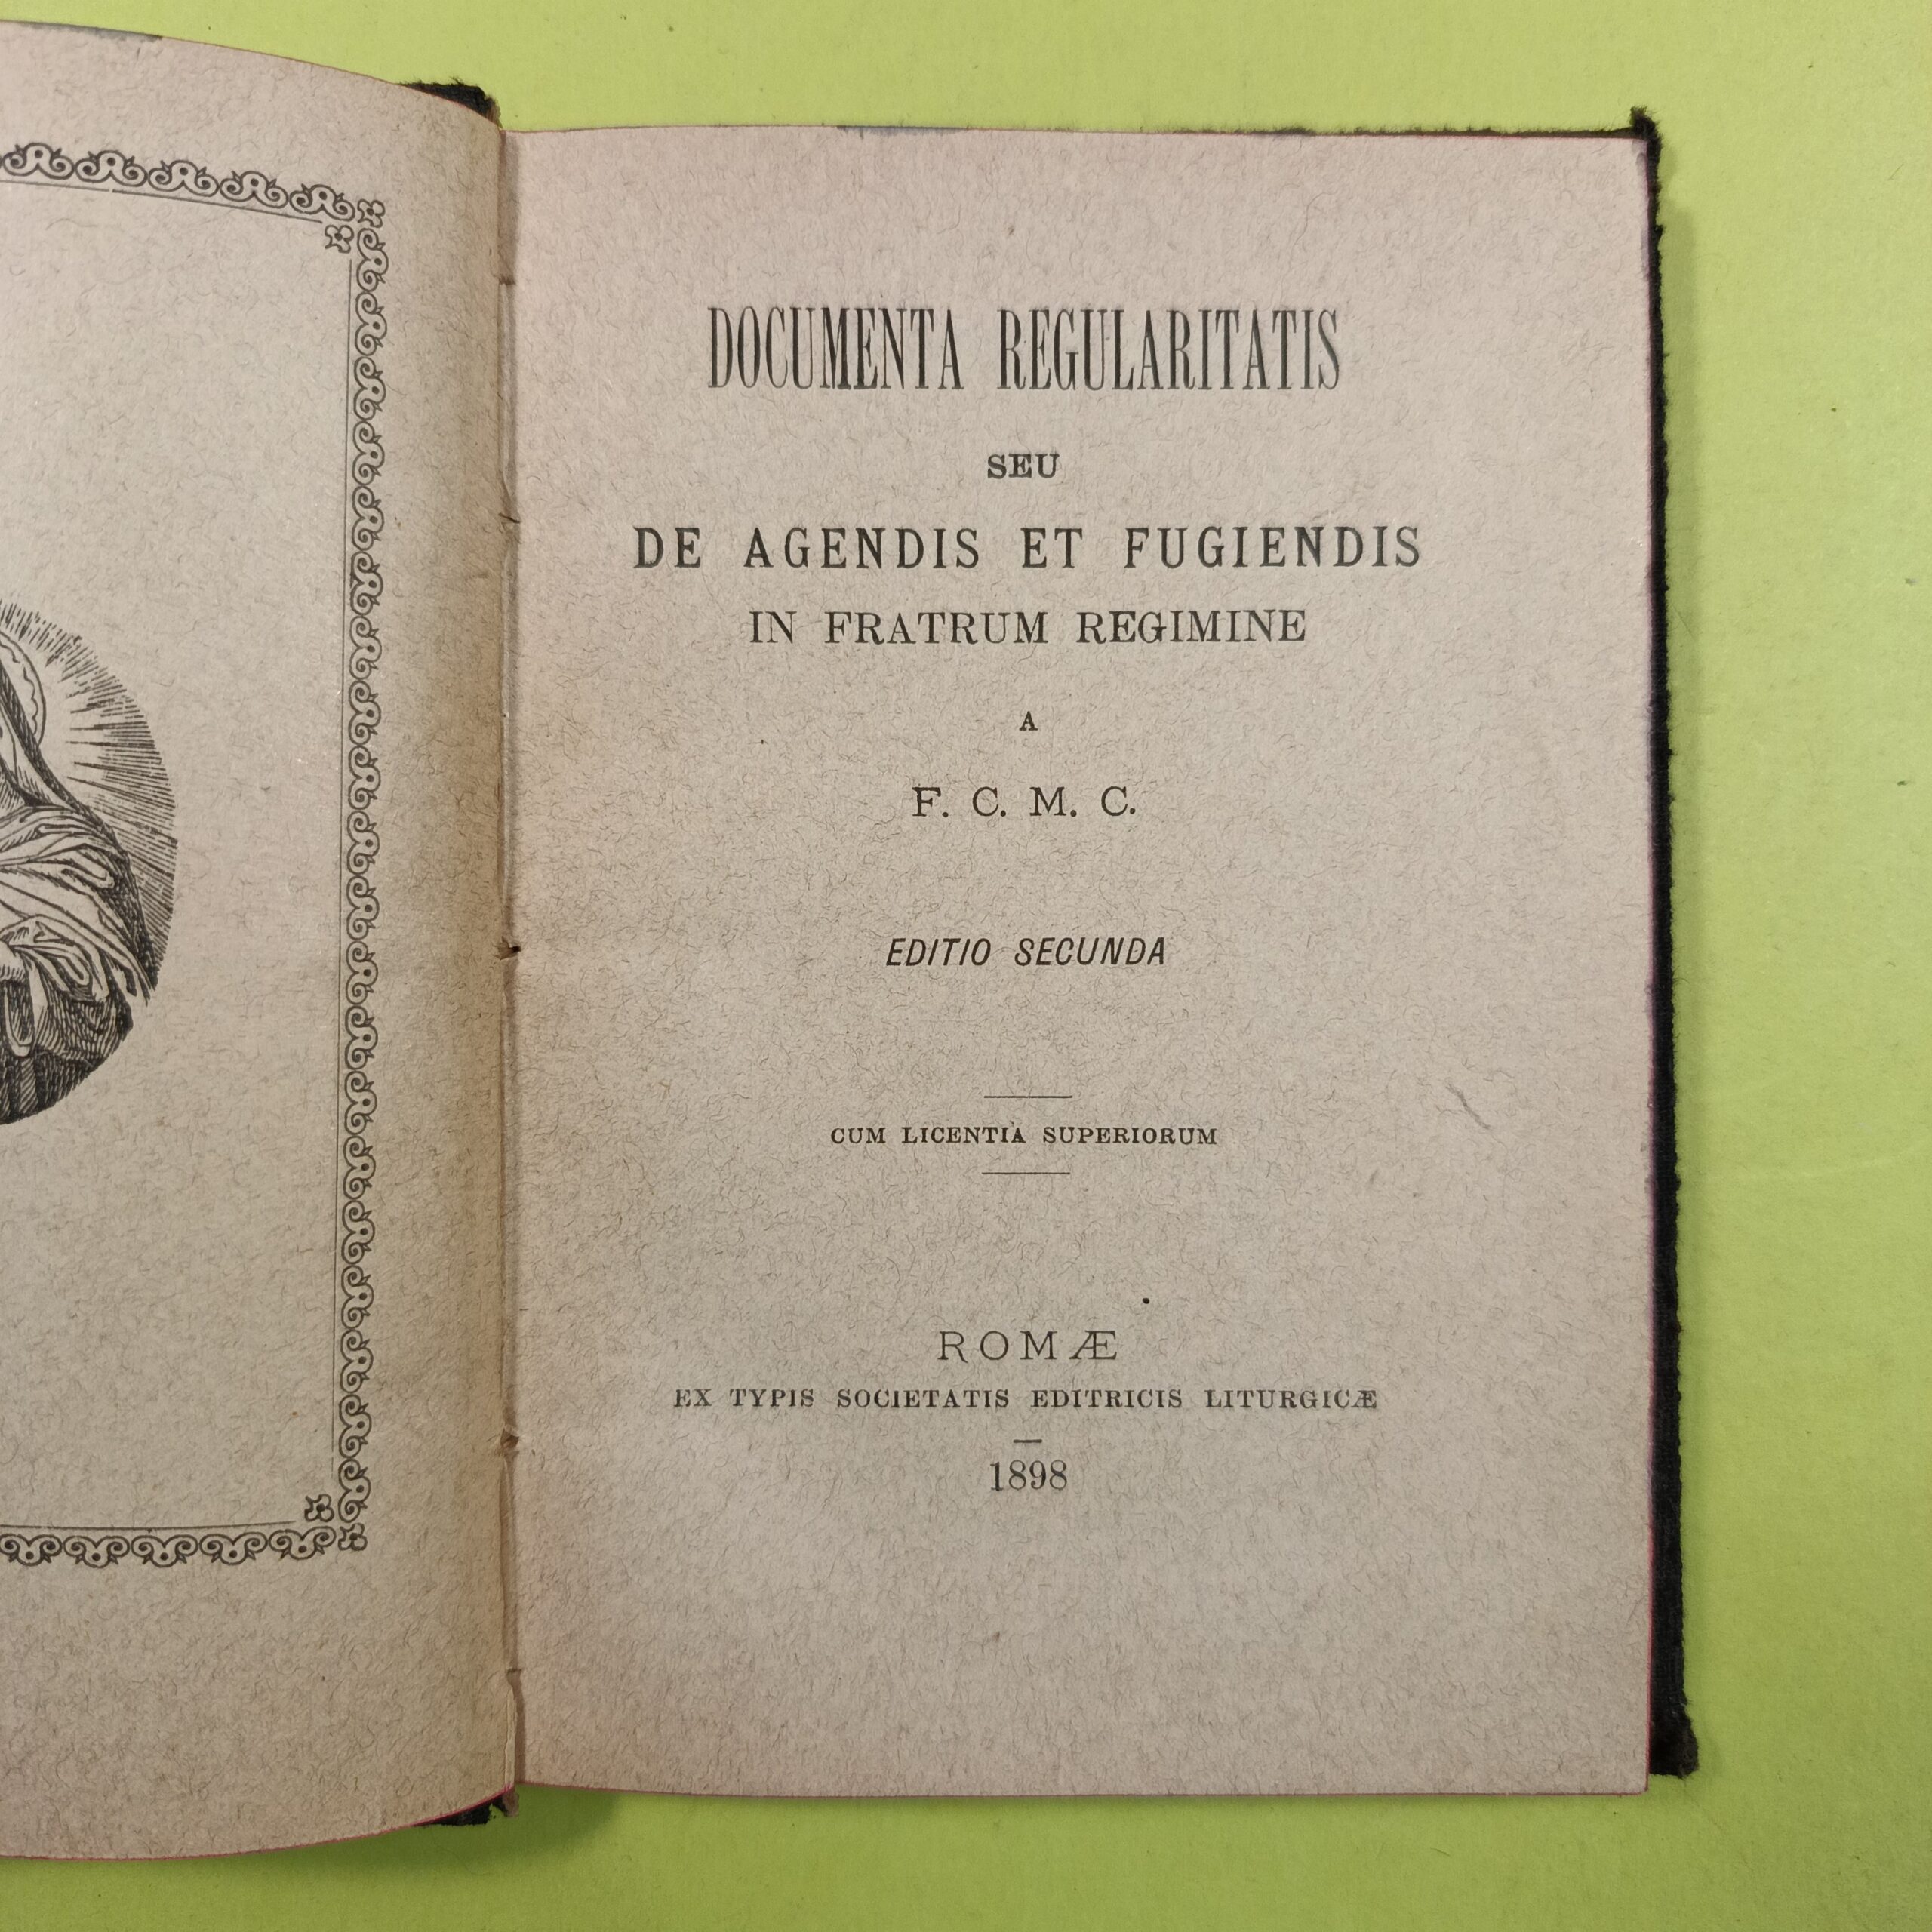 DOCUMENTA REGULARITATIS
SEU
DE AGENDIS ET FUGIENDIS
IN FRATRUM REGIMINE
A
F. C. M. C.
EDITIO SECUNDA
CUM LICENTIA SUPERIORUM
ROMÆ
EX TYPIS SOCIETATIS EDITRICIS LITURGICÆ
1898